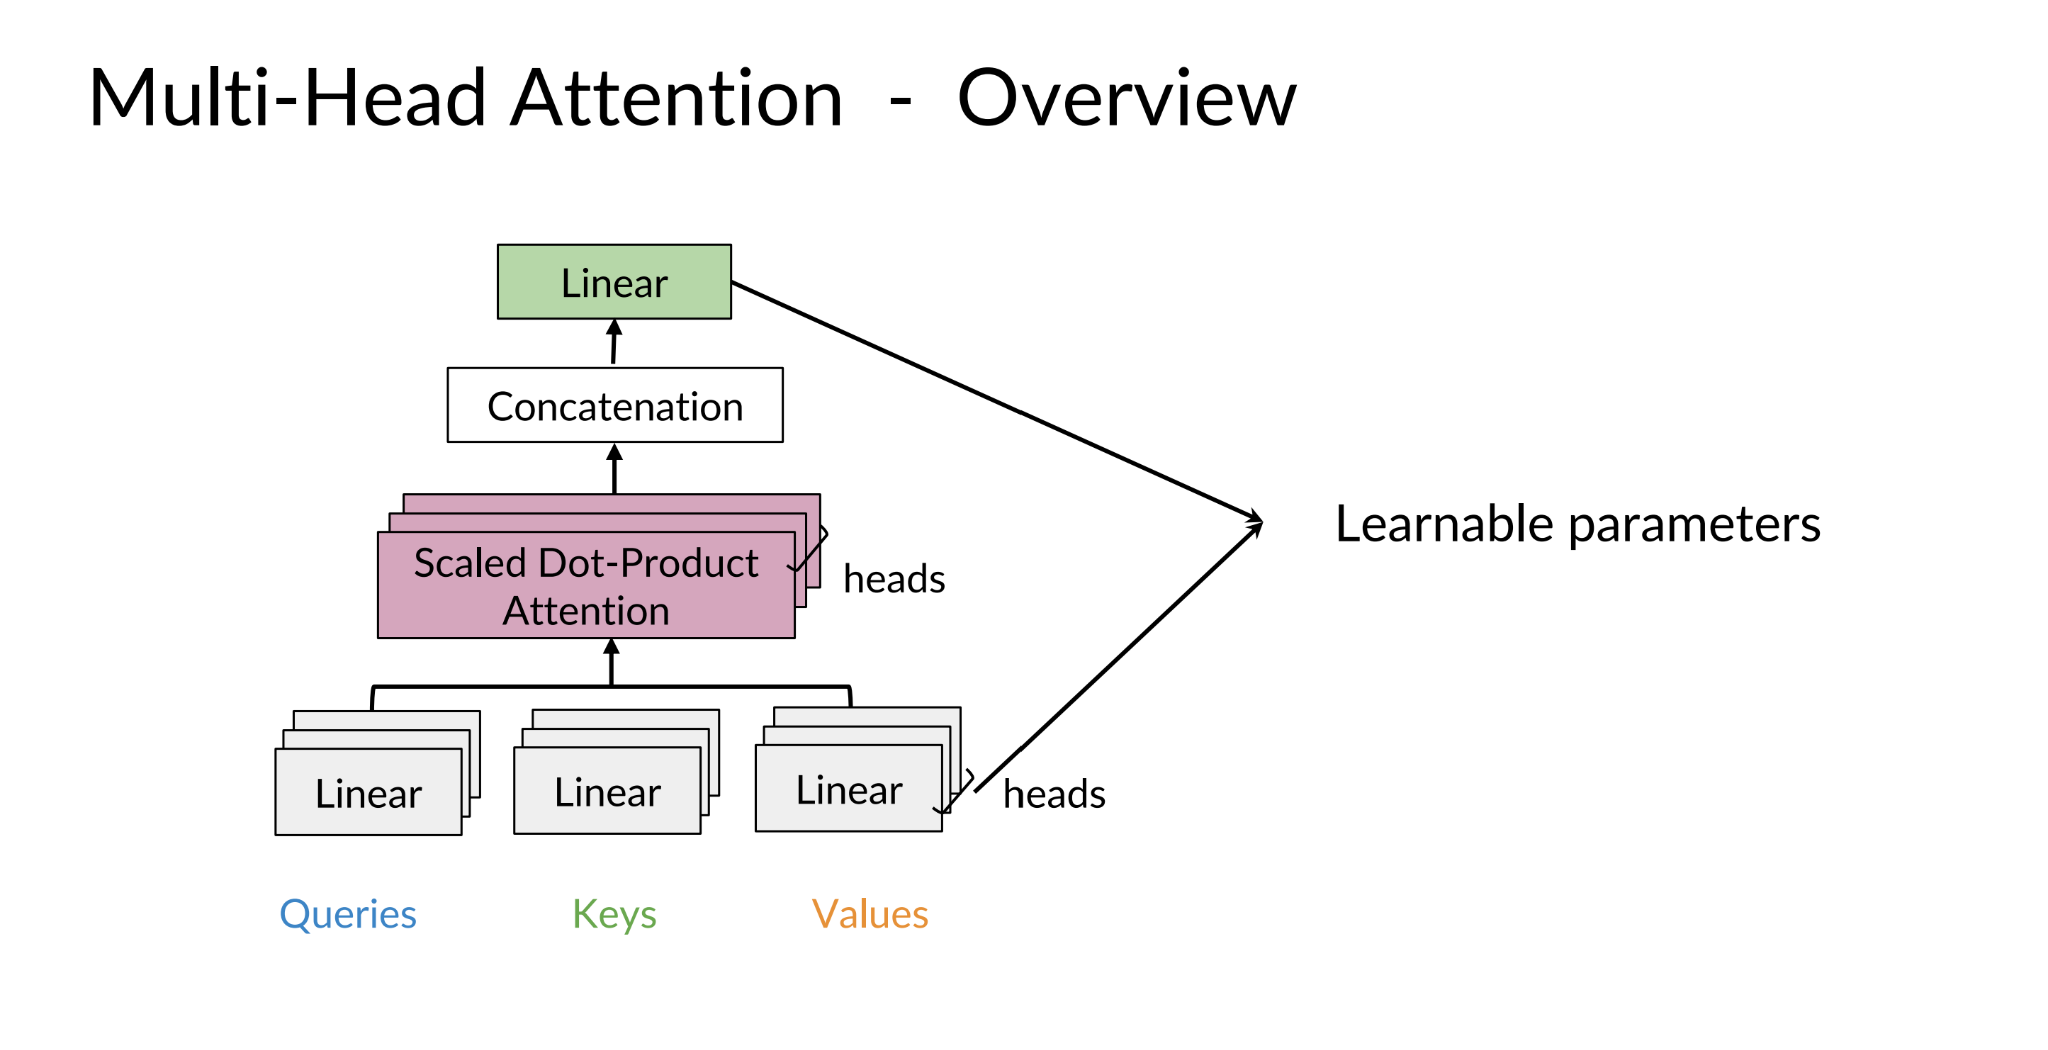 Multi-Head Attention - Overview
Linear
Concatenation
Scaled Dot-Product
Attention
heads
Learnable parameters
Linear
Linear
Linear
heads
Queries
Keys
Values